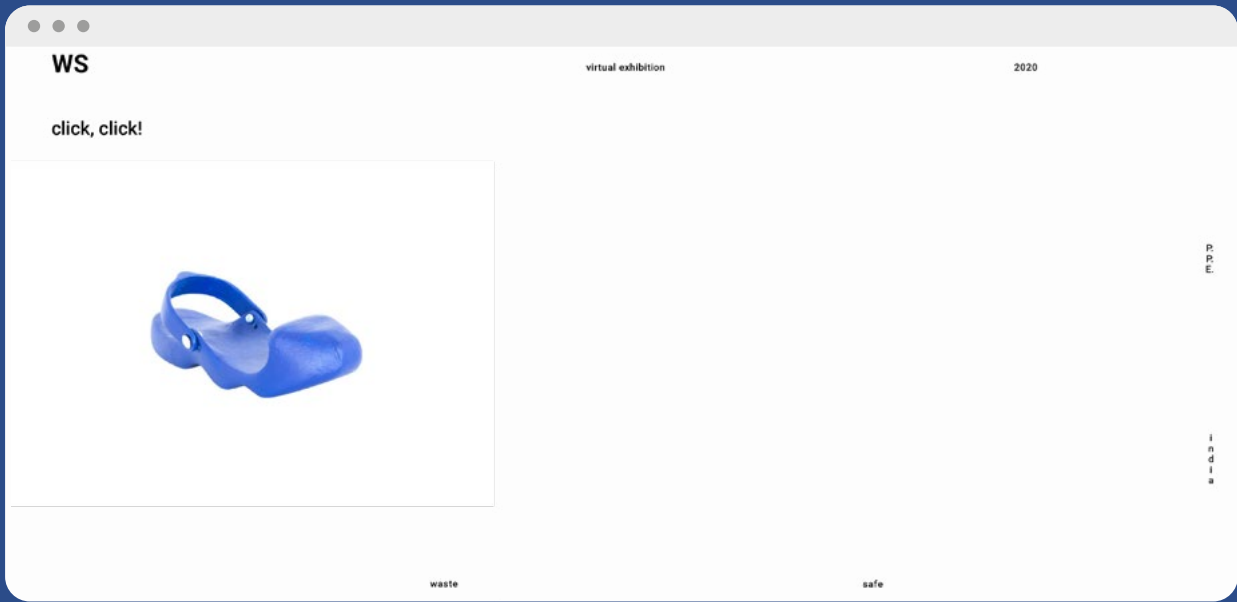 WS
virtual exhibition
2020
click, click!
P.
P.
E.
i
n
d
i
a
waste
safe